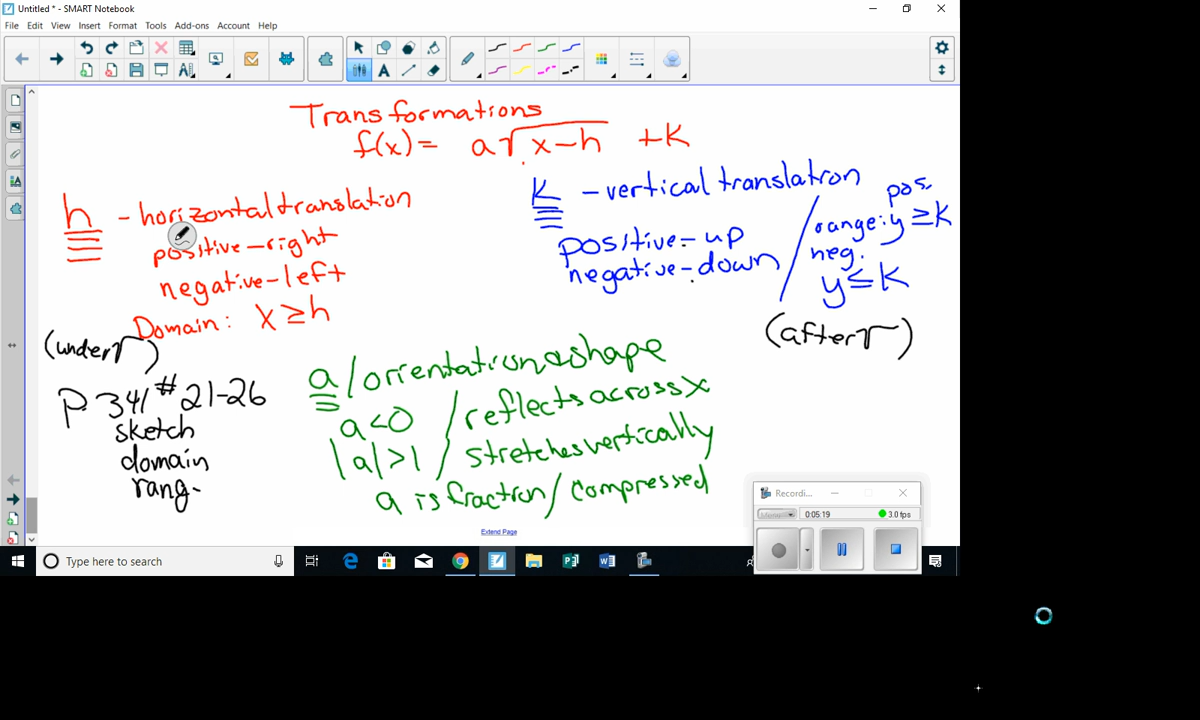 Untitled * - SMART Notebook
File Edit View Insert Format Tools Add-ons Account Help
Transformations
f(x) = a√x-h +k
h - horizontal translation
positive - right
negative - left
Domain: x ≥ h
(under √)
k - vertical translation
positive - up
negative - down
pos.
range: y ≥ k
neg.
y ≤ k
(after √)
a / orientation & shape
a < 0 / reflects across x
|a| > 1 / stretches vertically
a is fraction / compressed
p. 341 # 21-26
sketch
domain
rang-
Extend Page
Recordi...
0:05:19
3.0 fps
Type here to search